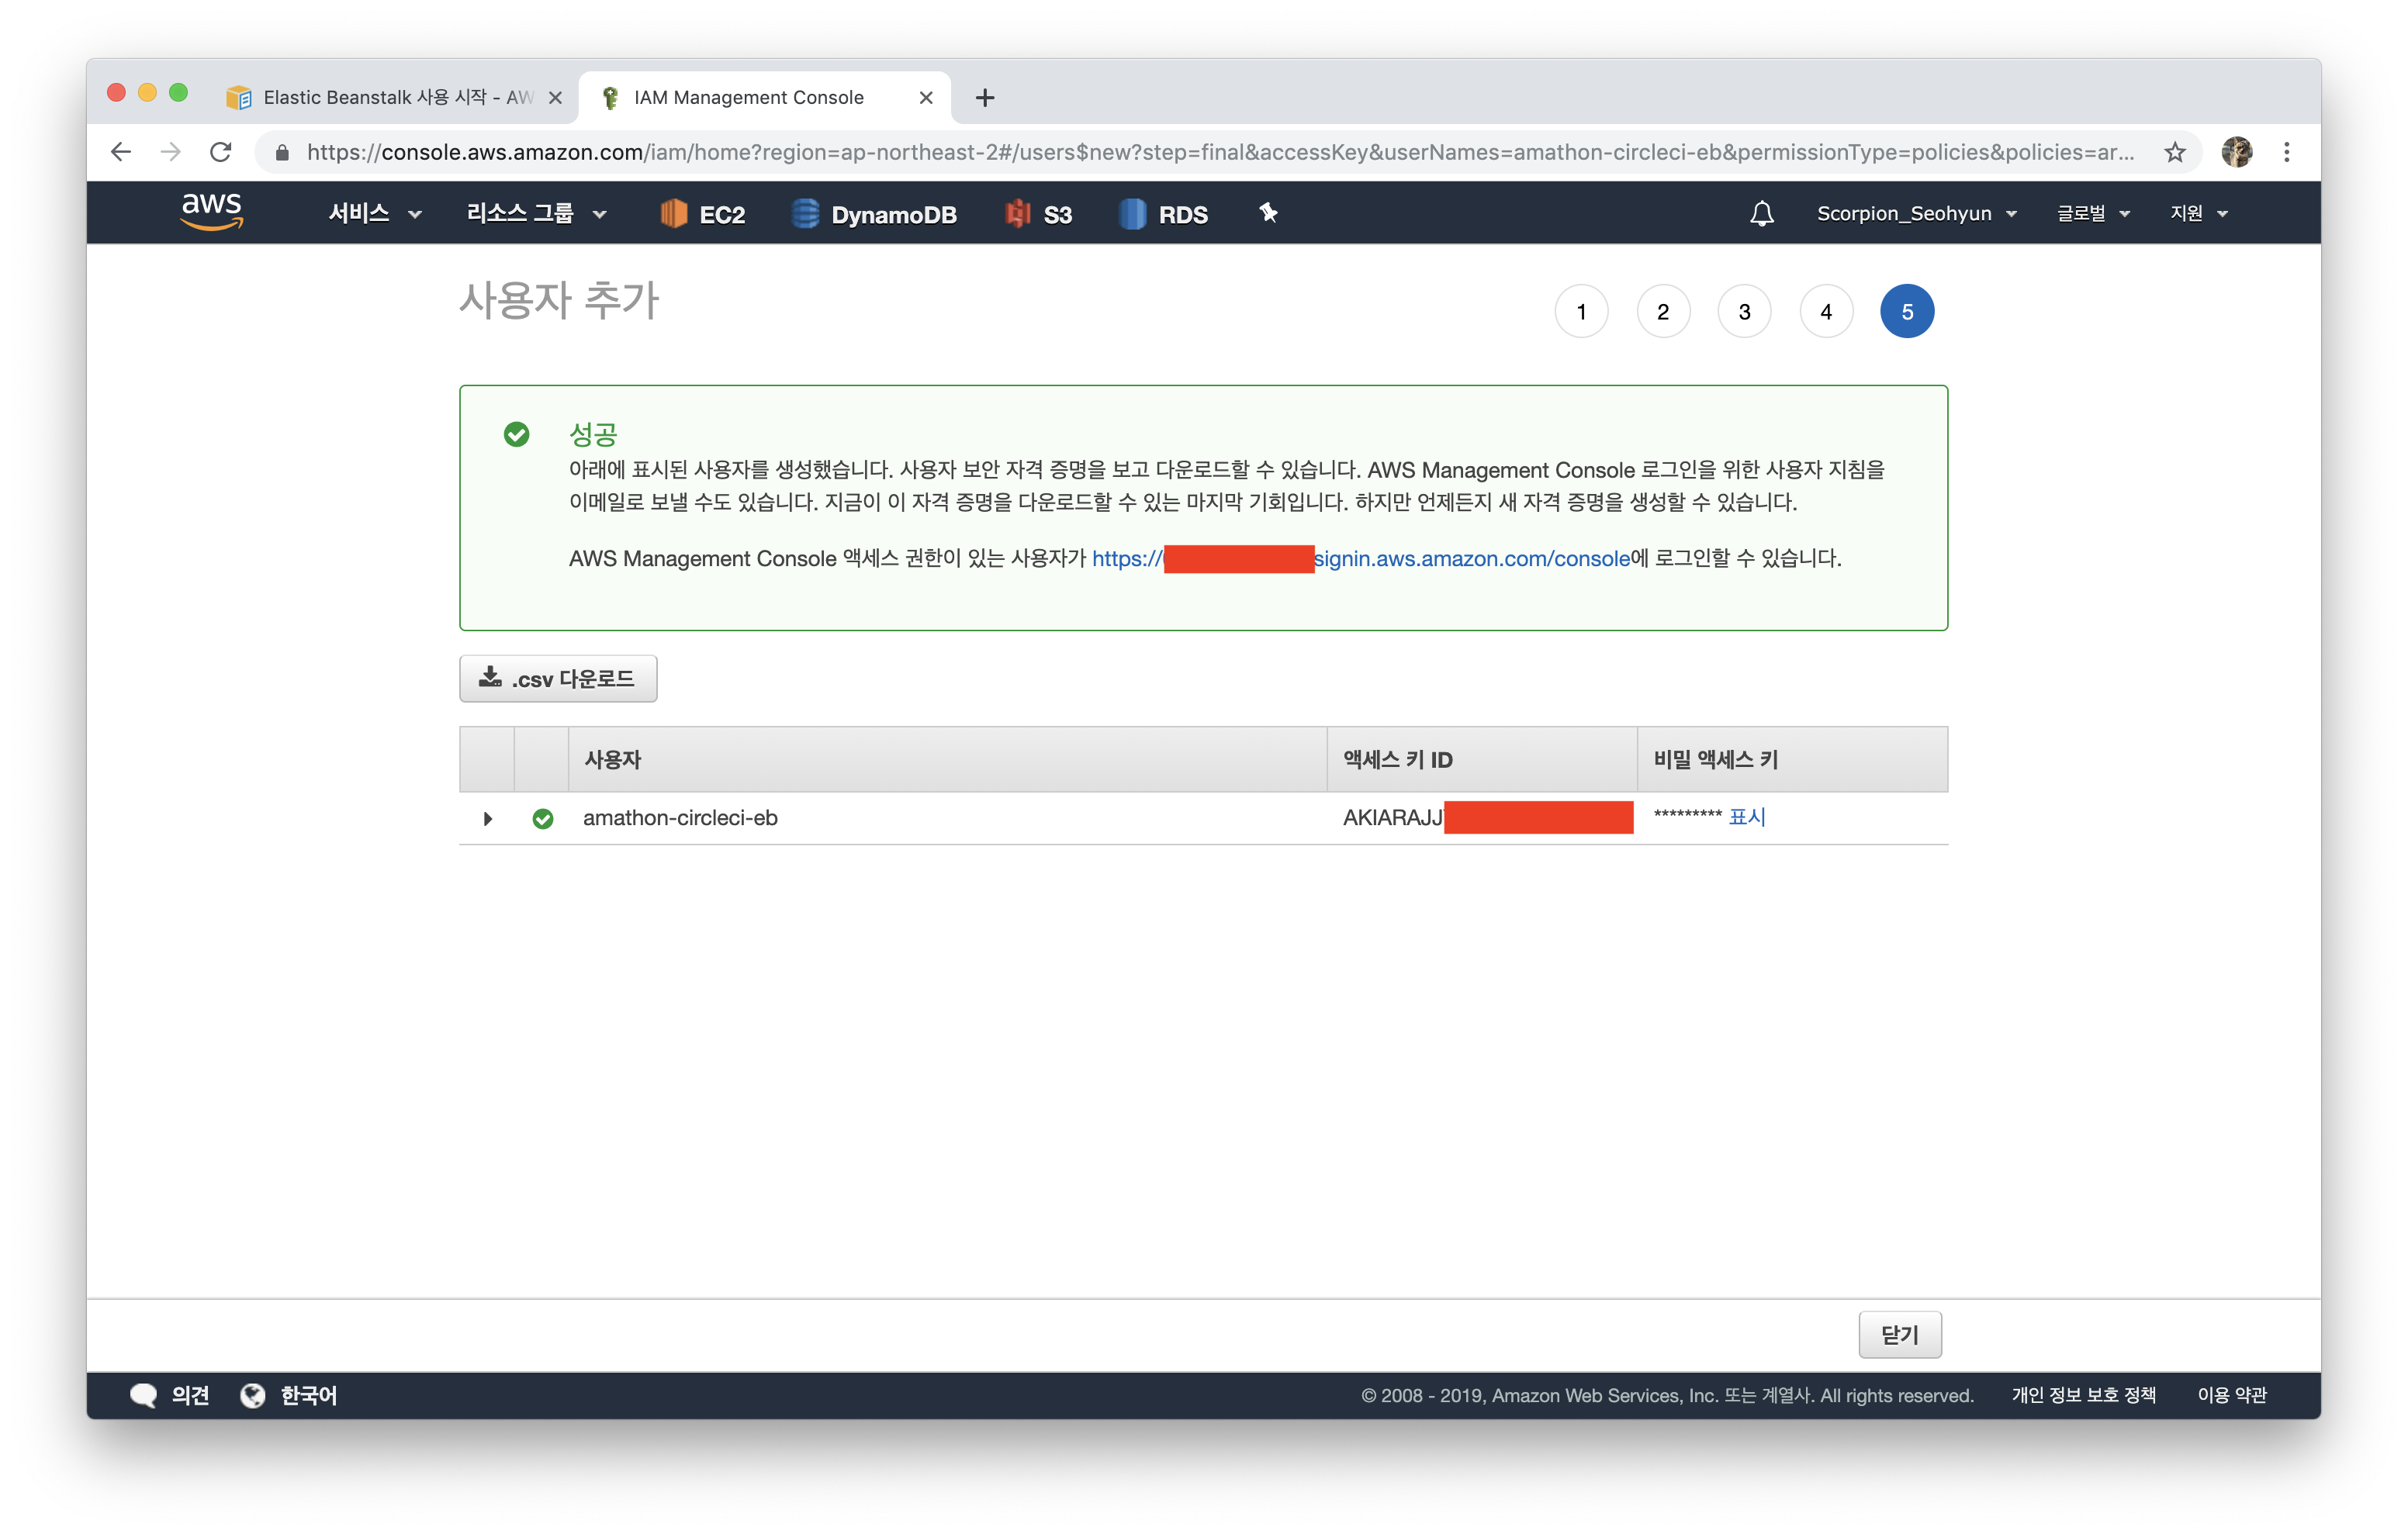 Elastic Beanstalk 사용 시작 - AW
IAM Management Console
https://console.aws.amazon.com/iam/home?region=ap-northeast-2#/users$new?step=final&accessKey&userNames=amathon-circleci-eb&permissionType=policies&policies=ar...
aws 서비스 리소스 그룹 EC2 DynamoDB S3 RDS Scorpion_Seohyun 글로벌 지원
사용자 추가
1 2 3 4 5
성공
아래에 표시된 사용자를 생성했습니다. 사용자 보안 자격 증명을 보고 다운로드할 수 있습니다. AWS Management Console 로그인을 위한 사용자 지침을
이메일로 보낼 수도 있습니다. 지금이 이 자격 증명을 다운로드할 수 있는 마지막 기회입니다. 하지만 언제든지 새 자격 증명을 생성할 수 있습니다.
AWS Management Console 액세스 권한이 있는 사용자가 https:// signin.aws.amazon.com/console에 로그인할 수 있습니다.
.csv 다운로드
사용자 액세스 키 ID 비밀 액세스 키
amathon-circleci-eb AKIARAJJ ********* 표시
닫기
의견 한국어 © 2008 - 2019, Amazon Web Services, Inc. 또는 계열사. All rights reserved. 개인 정보 보호 정책 이용 약관